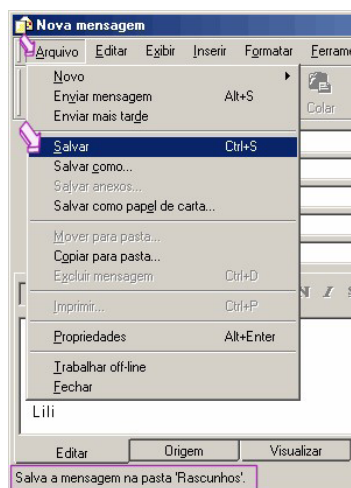 Nova mensagem
Arquivo Editar Exibir Inserir Formatar Ferrame
Novo
Enviar mensagem Alt+S
Enviar mais tarde
Colar
Salvar Ctrl+S
Salvar como...
Salvar anexos...
Salvar como papel de carta...
Mover para pasta...
Copiar para pasta...
Excluir mensagem Ctrl+D
N I S
Imprimir... Ctrl+P
Propriedades Alt+Enter
Trabalhar off-line
Fechar
Lili
Editar Origem Visualizar
Salva a mensagem na pasta 'Rascunhos'.